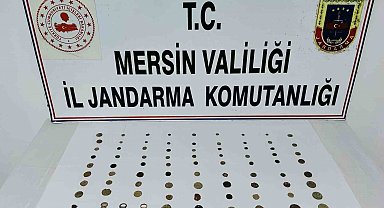 T.C.
MERSİN VALİLİĞİ
İL JANDARMA KOMUTANLIĞI